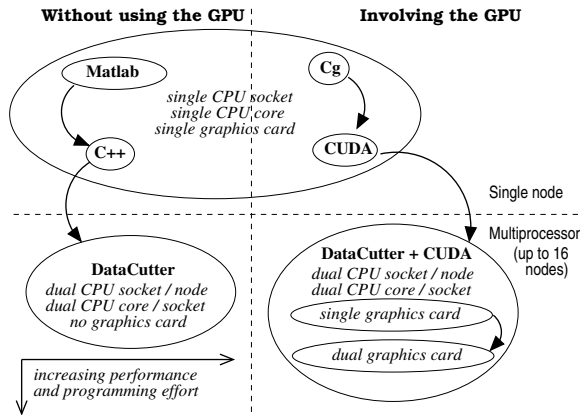 Without using the GPU
Involving the GPU
Matlab
Cg
single CPU socket
single CPU core
single graphics card
C++
CUDA
Single node
Multiprocessor
(up to 16
nodes)
DataCutter
dual CPU socket / node
dual CPU core / socket
no graphics card
DataCutter + CUDA
dual CPU socket / node
dual CPU core / socket
single graphics card
dual graphics card
increasing performance
and programming effort